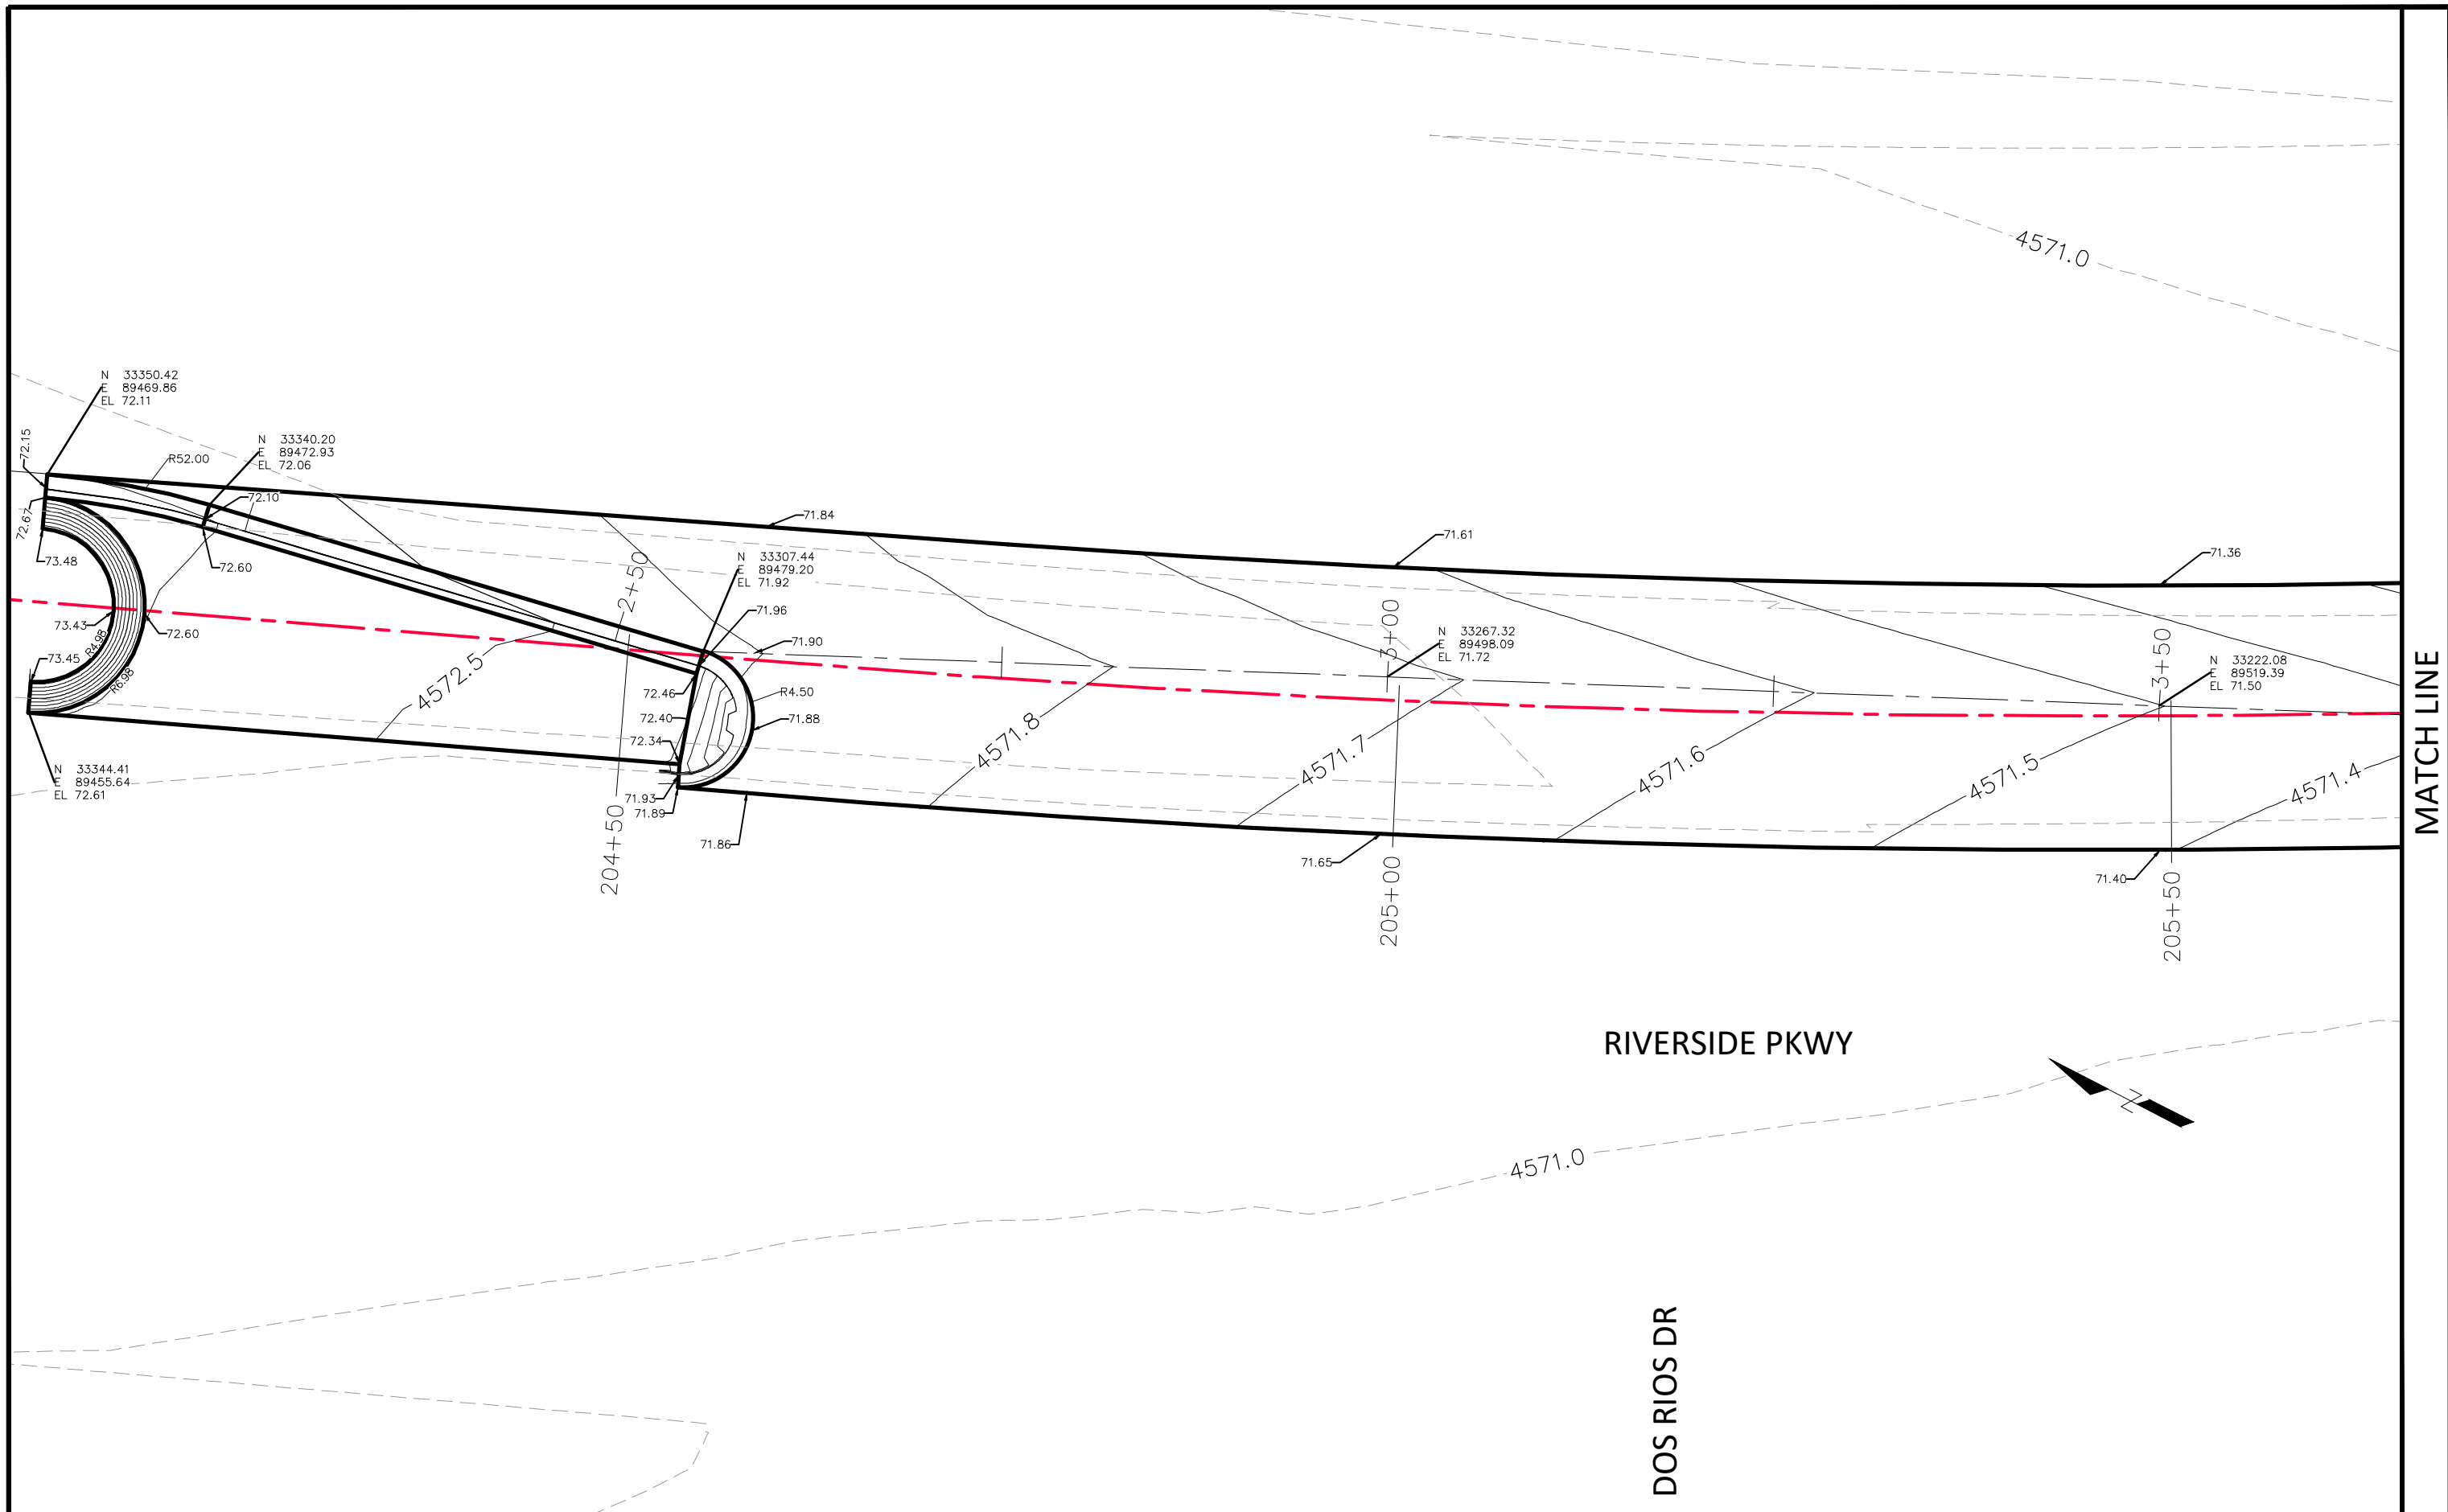 4571.0
N 33350.42
E 89469.86
EL 72.11
72.15
N 33340.20
E 89472.93
EL 72.06
R52.00
72.10
72.67
73.48
72.60
71.84
71.61
71.36
2+50
N 33307.44
E 89479.20
EL 71.92
71.96
71.90
73.43
R4.98
72.60
73.45
R6.98
4572.5
72.46
R4.50
72.40
71.88
72.34
3+00
N 33267.32
E 89498.09
EL 71.72
3+50
N 33222.08
E 89519.39
EL 71.50
4571.8
4571.7
4571.6
4571.5
4571.4
MATCH LINE
N 33344.41
E 89455.64
EL 72.61
71.93
71.89
71.86
204+50
71.65
205+00
71.40
205+50
RIVERSIDE PKWY
N
4571.0
DOS RIOS DR